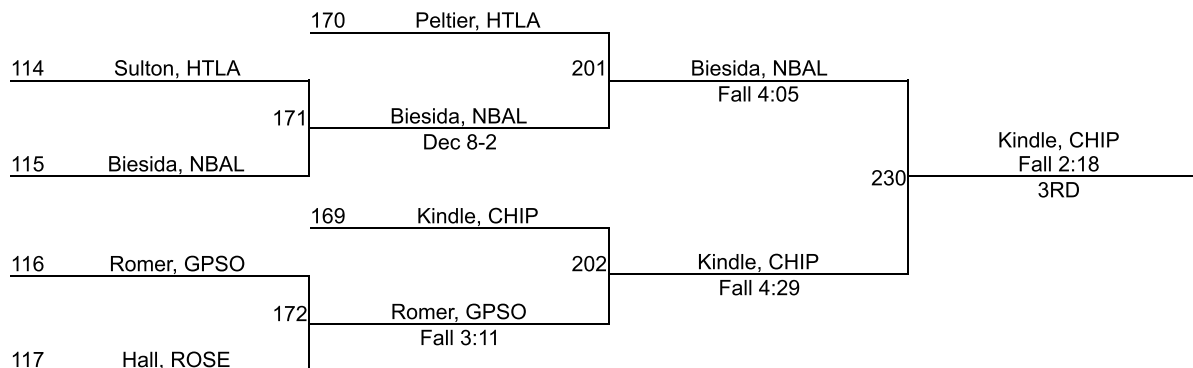 170 Peltier, HTLA
114 Sulton, HTLA
201 Biesida, NBAL
Fall 4:05
171 Biesida, NBAL
Dec 8-2
115 Biesida, NBAL
Kindle, CHIP
Fall 2:18
230
3RD
169 Kindle, CHIP
116 Romer, GPSO
202 Kindle, CHIP
Fall 4:29
172 Romer, GPSO
Fall 3:11
117 Hall, ROSE